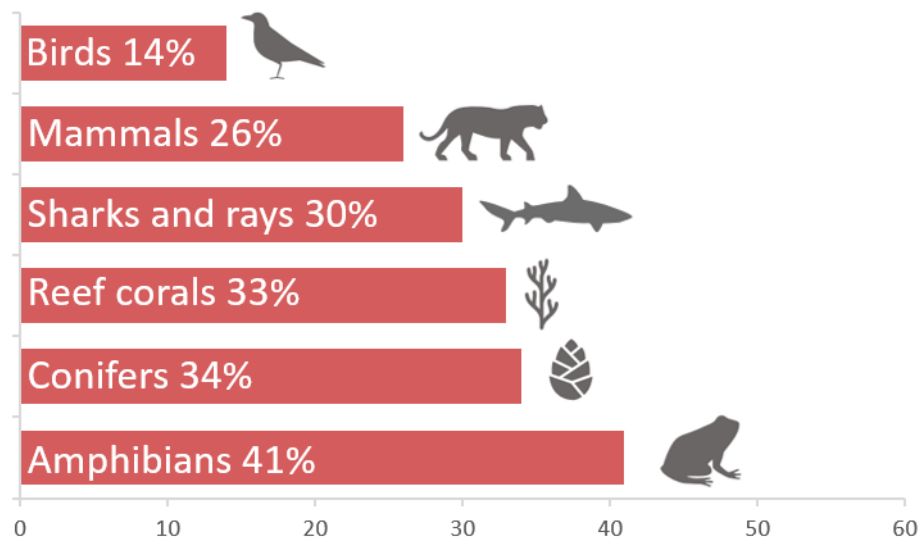 Birds 14%
Mammals 26%
Sharks and rays 30%
Reef corals 33%
Conifers 34%
Amphibians 41%
0 10 20 30 40 50 60